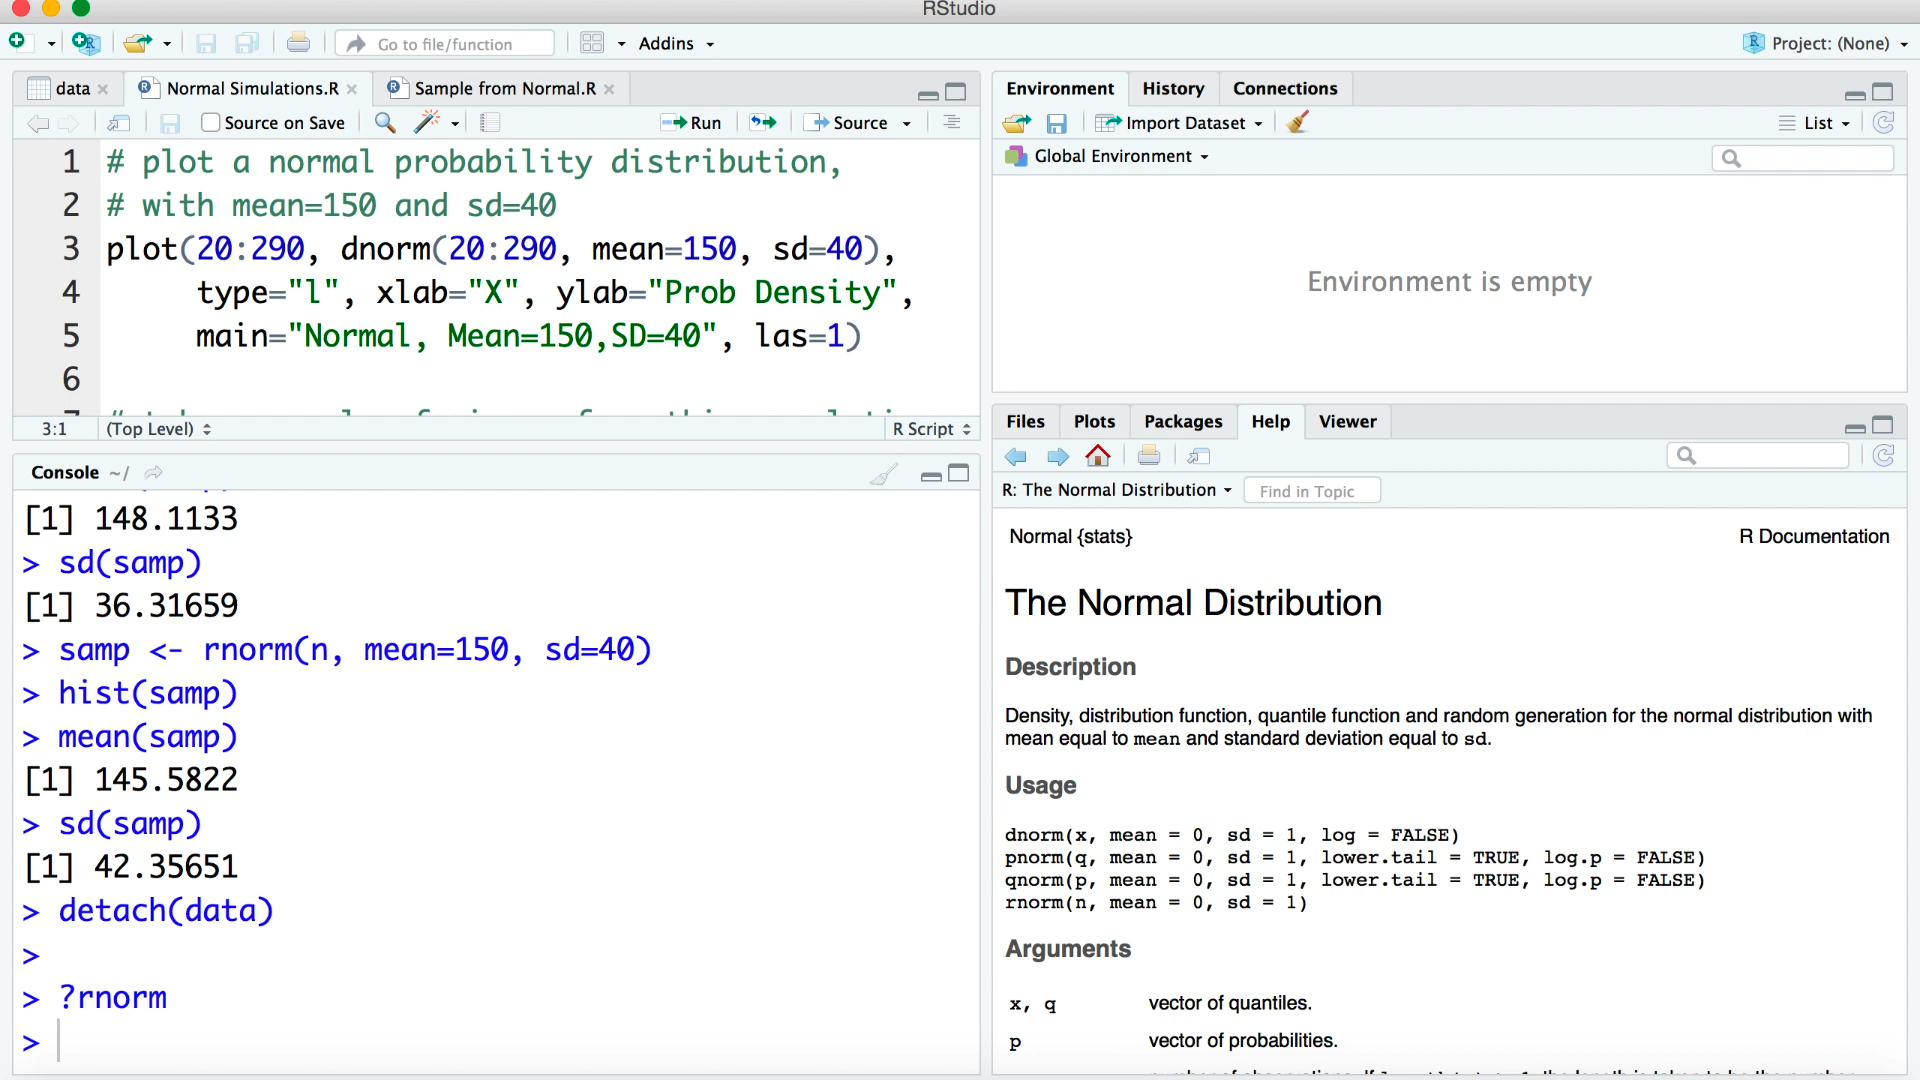 RStudio
Go to file/function
Addins
Project: (None)
data
Normal Simulations.R
Sample from Normal.R
Source on Save
Run
Source
1 # plot a normal probability distribution,
2 # with mean=150 and sd=40
3 plot(20:290, dnorm(20:290, mean=150, sd=40),
4 type="l", xlab="X", ylab="Prob Density",
5 main="Normal, Mean=150,SD=40", las=1)
6
3:1 (Top Level) R Script
Console ~/
[1] 148.1133
> sd(samp)
[1] 36.31659
> samp <- rnorm(n, mean=150, sd=40)
> hist(samp)
> mean(samp)
[1] 145.5822
> sd(samp)
[1] 42.35651
> detach(data)
>
> ?rnorm
>
Environment History Connections
Import Dataset List
Global Environment
Environment is empty
Files Plots Packages Help Viewer
R: The Normal Distribution Find in Topic
Normal {stats} R Documentation
The Normal Distribution
Description
Density, distribution function, quantile function and random generation for the normal distribution with
mean equal to mean and standard deviation equal to sd.
Usage
dnorm(x, mean = 0, sd = 1, log = FALSE)
pnorm(q, mean = 0, sd = 1, lower.tail = TRUE, log.p = FALSE)
qnorm(p, mean = 0, sd = 1, lower.tail = TRUE, log.p = FALSE)
rnorm(n, mean = 0, sd = 1)
Arguments
x, q vector of quantiles.
p vector of probabilities.